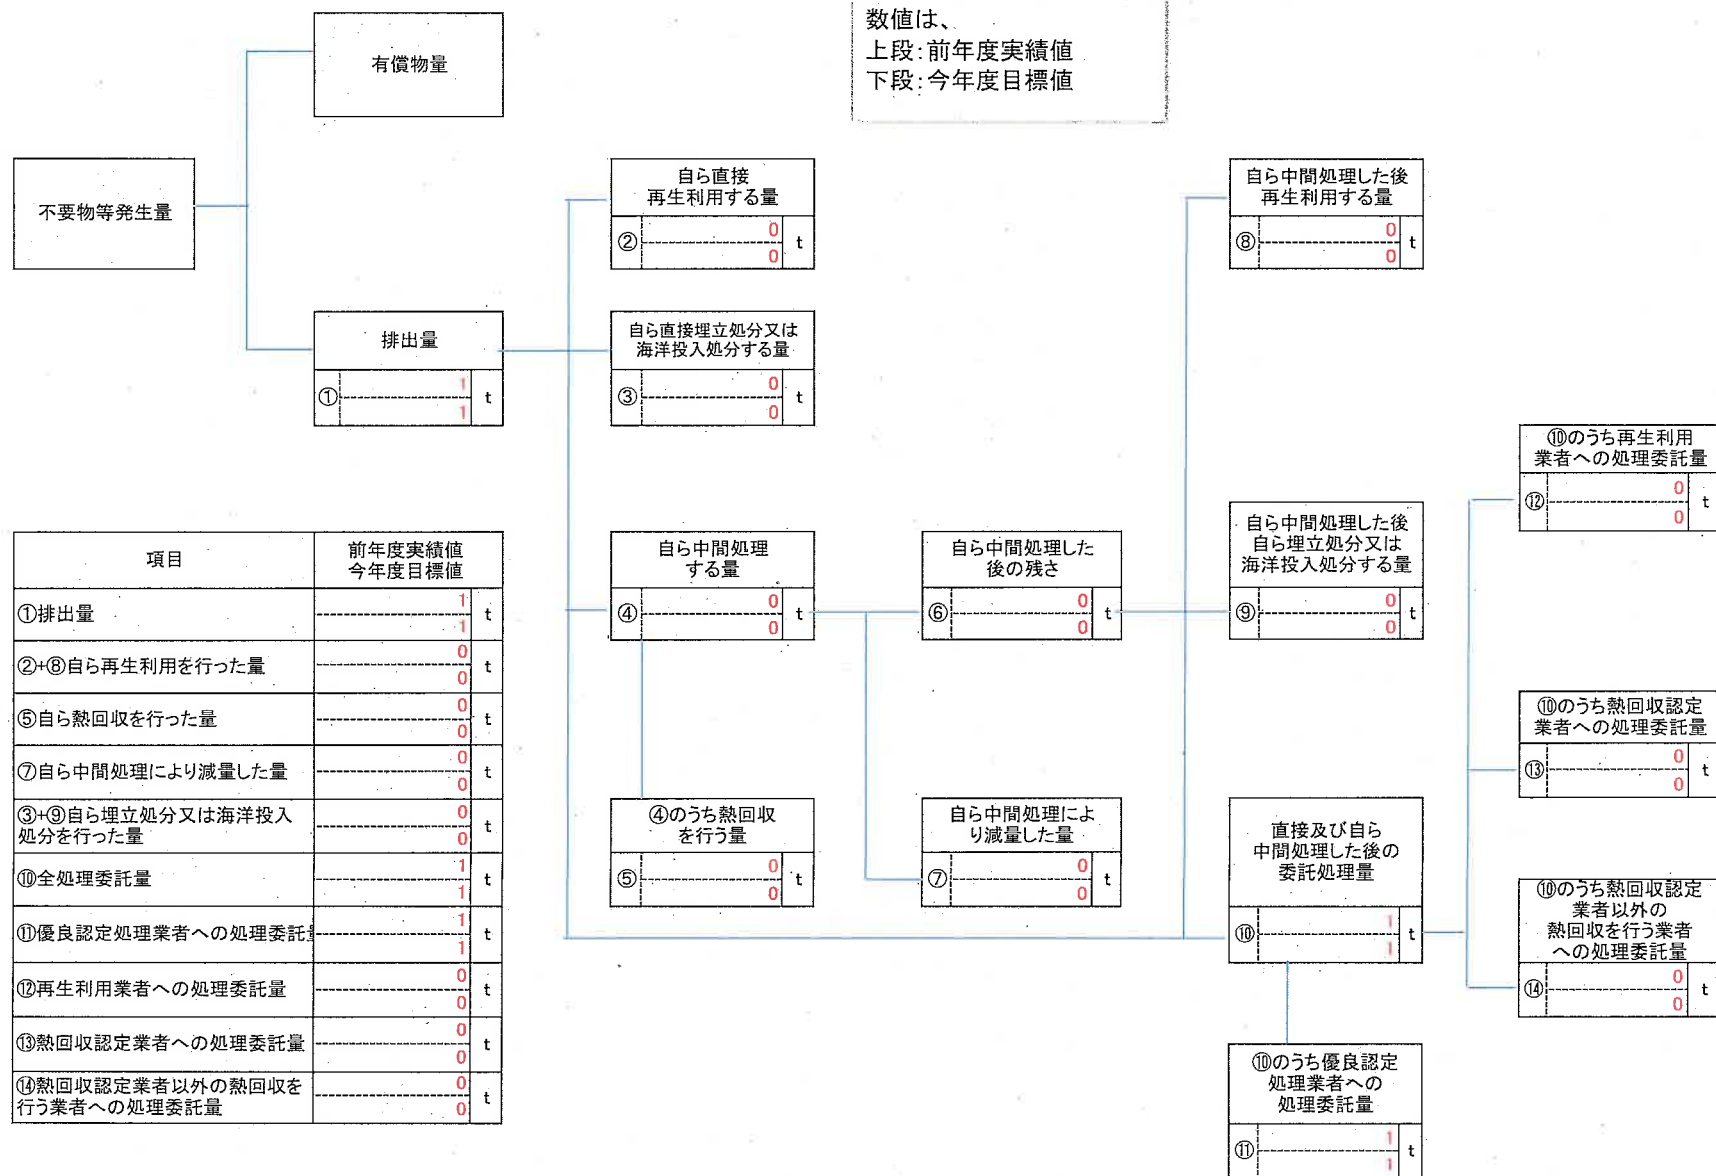 数値は、
上段:前年度実績値
下段:今年度目標値
有償物量
不要物等発生量
排出量
①
1
1
t
自ら直接
再生利用する量
②
0
0
t
自ら直接埋立処分又は
海洋投入処分する量
③
0
0
t
自ら中間処理
する量
④
0
0
t
④のうち熱回収
を行う量
⑤
0
0
t
自ら中間処理した
後の残さ
⑥
0
0
t
自ら中間処理によ
り減量した量
⑦
0
0
t
自ら中間処理した後
再生利用する量
⑧
0
0
t
自ら中間処理した後
自ら埋立処分又は
海洋投入処分する量
⑨
0
0
t
直接及び自ら
中間処理した後の
委託処理量
⑩
1
1
t
⑩のうち優良認定
処理業者への
処理委託量
⑪
1
1
t
⑩のうち再生利用
業者への処理委託量
⑫
0
0
t
⑩のうち熱回収認定
業者への処理委託量
⑬
0
0
t
⑩のうち熱回収認定
業者以外の
熱回収を行う業者
への処理委託量
⑭
0
0
t
項目
前年度実績値
今年度目標値
①排出量
1
1
t
②+⑧自ら再生利用を行った量
0
0
t
⑤自ら熱回収を行った量
0
0
t
⑦自ら中間処理により減量した量
0
0
t
③+⑨自ら埋立処分又は海洋投入
処分を行った量
0
0
t
⑩全処理委託量
1
1
t
⑪優良認定処理業者への処理委託
1
1
t
⑫再生利用業者への処理委託量
0
0
t
⑬熱回収認定業者への処理委託量
0
0
t
⑭熱回収認定業者以外の熱回収を
行う業者への処理委託量
0
0
t